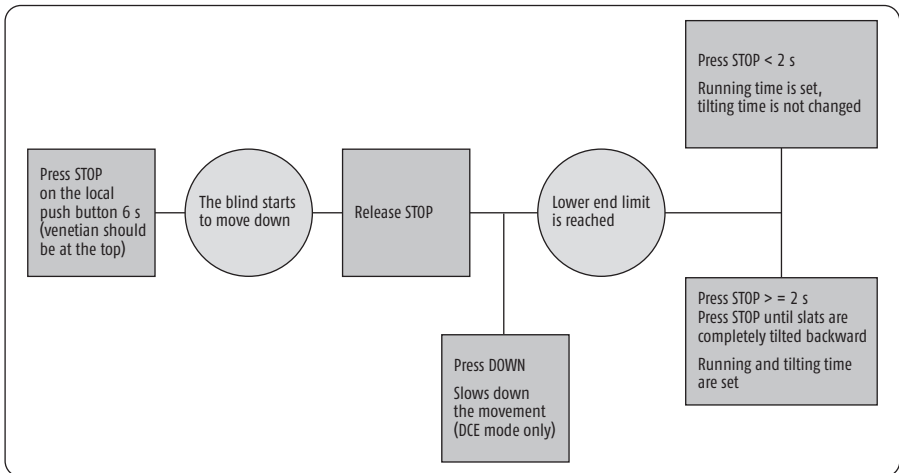 Press STOP
on the local
push button 6 s
(venetian should
be at the top)
The blind starts
to move down
Release STOP
Press DOWN
Slows down
the movement
(DCE mode only)
Lower end limit
is reached
Press STOP < 2 s
Running time is set,
tilting time is not changed
Press STOP > = 2 s
Press STOP until slats are
completely tilted backward
Running and tilting time
are set